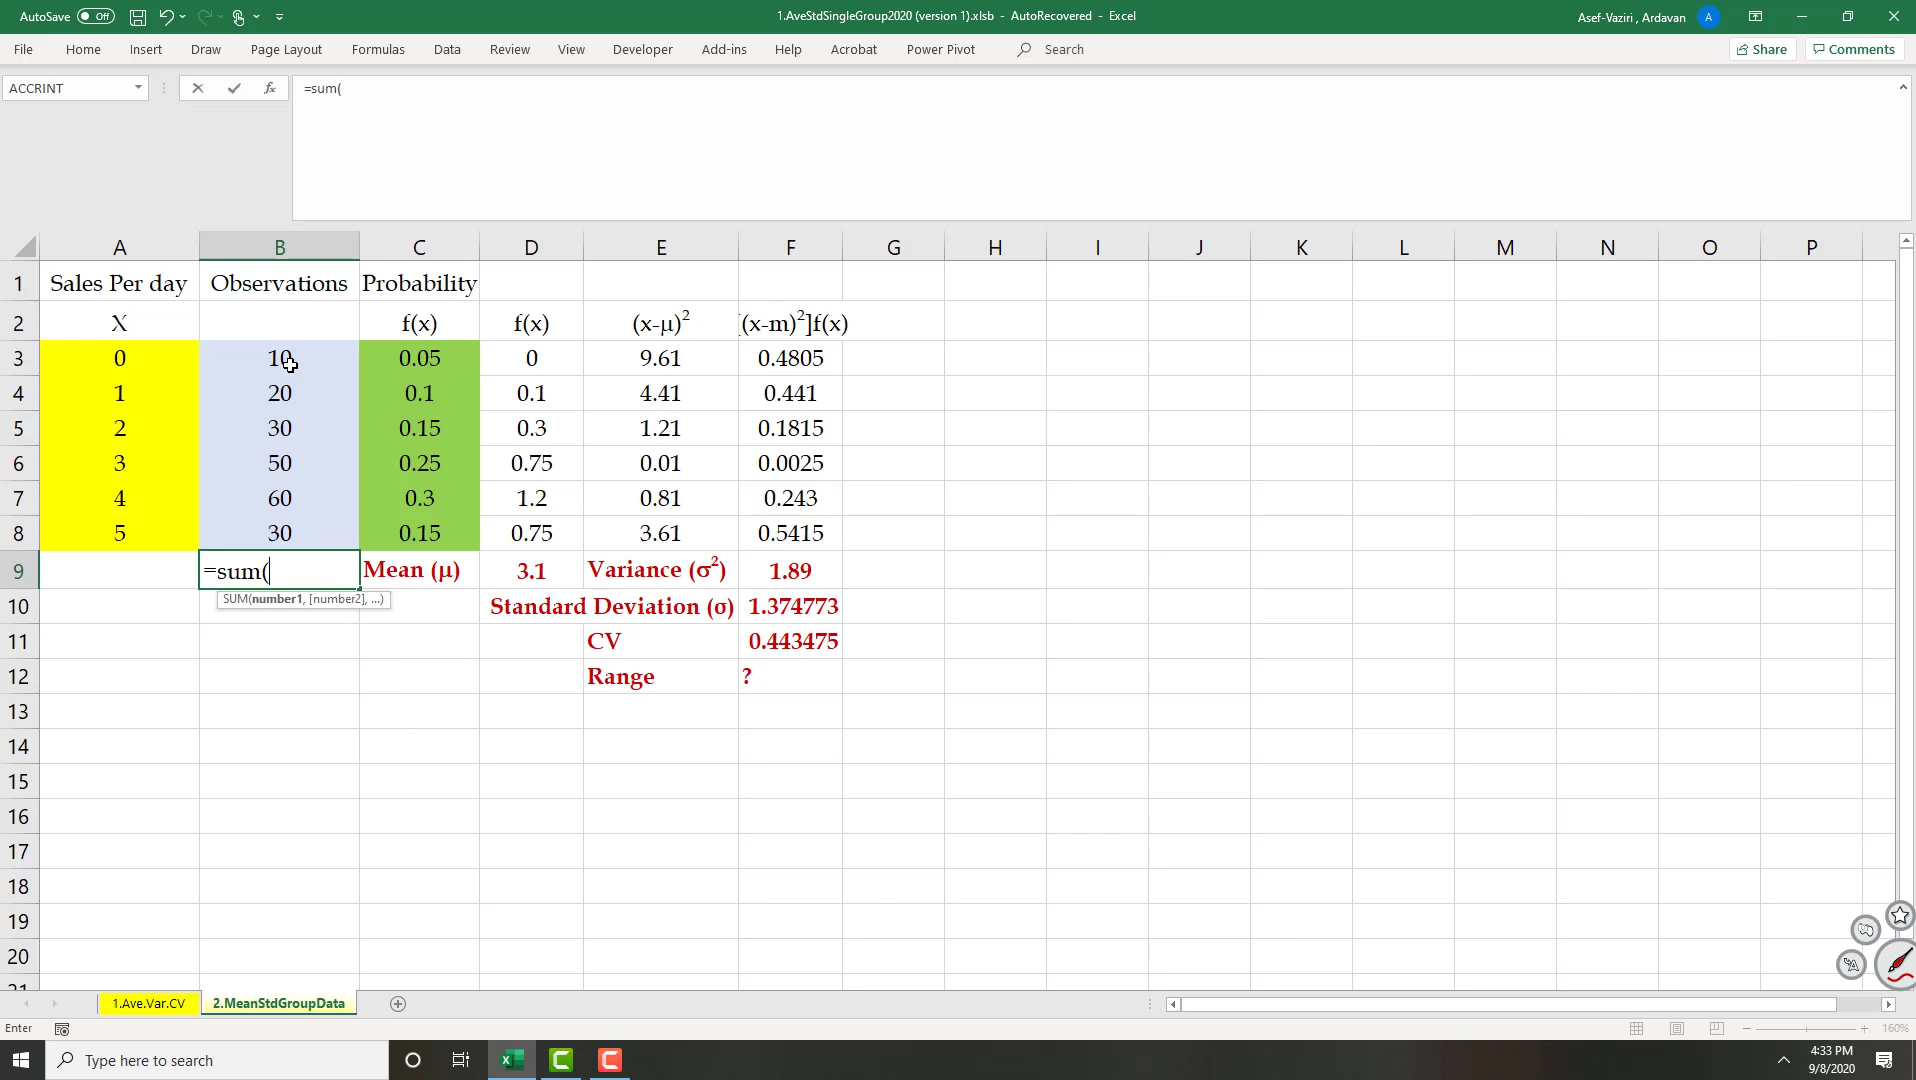 AutoSave Off 1.AveStdSingleGroup2020 (version 1).xlsb - AutoRecovered - Excel Asef-Vaziri , Ardavan A
File Home Insert Draw Page Layout Formulas Data Review View Developer Add-ins Help Acrobat Power Pivot Search Share Comments
ACCRINT fx =sum(
A B C D E F G H I J K L M N O P
1 Sales Per day Observations Probability
2 X f(x) f(x) (x-μ)² [(x-m)²]f(x)
3 0 10 0.05 0 9.61 0.4805
4 1 20 0.1 0.1 4.41 0.441
5 2 30 0.15 0.3 1.21 0.1815
6 3 50 0.25 0.75 0.01 0.0025
7 4 60 0.3 1.2 0.81 0.243
8 5 30 0.15 0.75 3.61 0.5415
9 =sum( Mean (μ) 3.1 Variance (σ²) 1.89
SUM(number1, [number2], ...)
10 Standard Deviation (σ) 1.374773
11 CV 0.443475
12 Range ?
13
14
15
16
17
18
19
20
21
1.Ave.Var.CV 2.MeanStdGroupData
Enter 160%
Type here to search 4:33 PM
9/8/2020